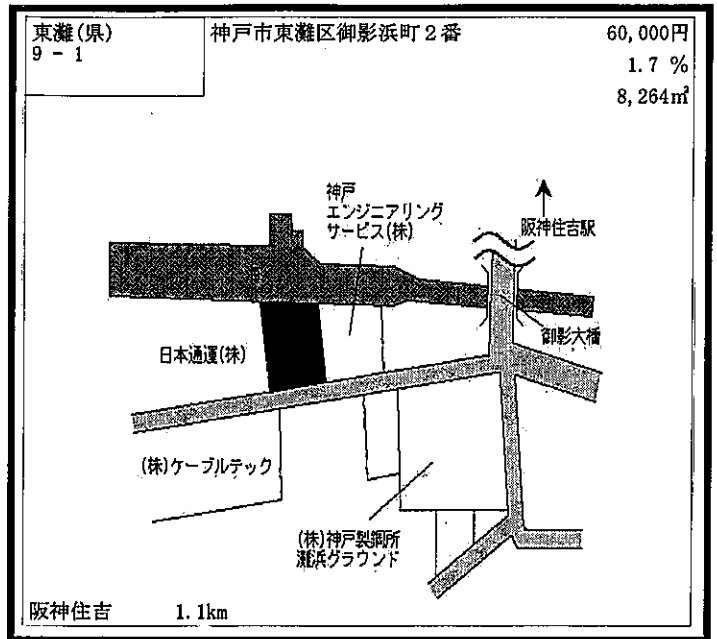 東灘(県)
9 - 1
神戸市東灘区御影浜町2番
60,000円
1.7 %
8,264㎡
神戸
エンジニアリング
サービス(株)
阪神住吉駅
御影大橋
日本通運(株)
(株)ケーブルテック
(株)神戸製鋼所
灘浜グラウンド
阪神住吉 1.1km